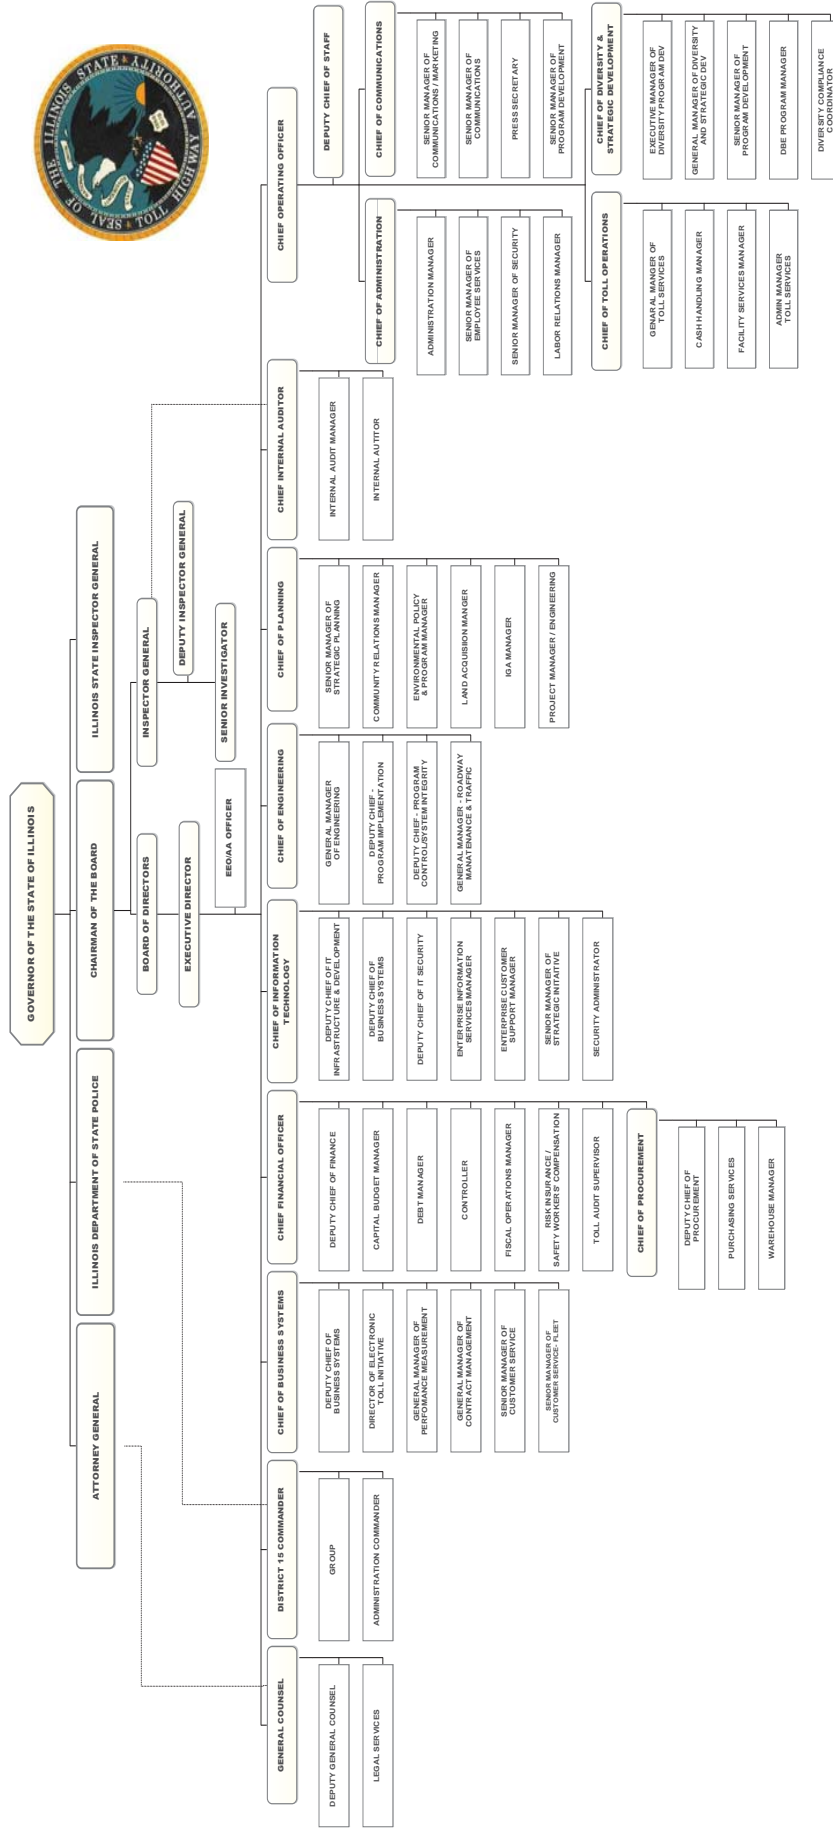 GOVERNOR OF THE STATE OF ILLINOIS
SEAL OF THE ILLINOIS STATE TOLL HIGHWAY AUTHORITY
ATTORNEY GENERAL
ILLINOIS DEPARTMENT OF STATE POLICE
CHAIRMAN OF THE BOARD
ILLINOIS STATE INSPECTOR GENERAL
BOARD OF DIRECTORS
INSPECTOR GENERAL
EXECUTIVE DIRECTOR
DEPUTY INSPECTOR GENERAL
EEO/AA OFFICER
SENIOR INVESTIGATOR
GENERAL COUNSEL
DEPUTY GENERAL COUNSEL
LEGAL SERVICES
DISTRICT 15 COMMANDER
GROUP
ADMINISTRATION COMMANDER
CHIEF OF BUSINESS SYSTEMS
DEPUTY CHIEF OF
BUSINESS SYSTEMS
DIRECTOR OF ELECTRONIC
TOLL INITIATIVE
GENERAL MANAGER OF
PERFOMANCE MEASUREMENT
GENERAL MANAGER OF
CONTRACT MANAGEMENT
SENIOR MANAGER OF
CUSTOMER SERVICE
SENIOR MANAGER OF
CUSTOMER SERVICE- FLEET
CHIEF FINANCIAL OFFICER
DEPUTY CHIEF OF FINANCE
CAPITAL BUDGET MANAGER
DEBT MANAGER
CONTROLLER
FISCAL OPERATIONS MANAGER
RISK INSURANCE /
SAFETY WORKERS' COMPENSATION
TOLL AUDIT SUPERVISOR
CHIEF OF PROCUREMENT
DEPUTY CHIEF OF
PROCUREMENT
PURCHASING SERVICES
WAREHOUSE MANAGER
CHIEF OF INFORMATION
TECHNOLOGY
DEPUTY CHIEF OF IT
INFRASTRUCTURE & DEVELOPMENT
DEPUTY CHIEF OF
BUSINESS SYSTEMS
DEPUTY CHIEF OF IT SECURITY
ENTERPRISE INFORMATION
SERVICES MANAGER
ENTERPRISE CUSTOMER
SUPPORT MANAGER
SENIOR MANAGER OF
STRATEGIC INITAITIVE
SECURITY ADMINISTRATOR
CHIEF OF ENGINEERING
GENERAL MANAGER
OF ENGINEERING
DEPUTY CHIEF -
PROGRAM IMPLEMENTATION
DEPUTY CHIEF - PROGRAM
CONTROL/SYSTEM INTEGRITY
GENERAL MANAGER - ROADWAY
MANATENANCE & TRAFFIC
CHIEF OF PLANNING
SENIOR MANAGER OF
STRATEGIC PLANNING
COMMUNITY RELATIONS MANAGER
ENVIRONMENTAL POLICY
& PROGRAM MANAGER
LAND ACQUISIION MANGER
IGA MANAGER
PROJECT MANAGER / ENGINEERING
CHIEF INTERNAL AUDITOR
INTERNAL AUDIT MANAGER
INTERNAL AUTITOR
CHIEF OPERATING OFFICER
DEPUTY CHIEF OF STAFF
CHIEF OF ADMINISTRATION
ADMINISTRATION MANAGER
SENIOR MANAGER OF
EMPLOYEE SERVICES
SENIOR MANAGER OF SECURITY
LABOR RELATIONS MANAGER
CHIEF OF COMMUNICATIONS
SENIOR MANAGER OF
COMMUNICATIONS / MARKETING
SENIOR MANAGER OF
COMMUNICATIONS
PRESS SECRETARY
SENIOR MANAGER OF
PROGRAM DEVELOPMENT
CHIEF OF TOLL OPERATIONS
GENARAL MANGER OF
TOLL SERVICES
CASH HANDLING MANAGER
FACILITY SERVICES MANAGER
ADMIN MANAGER
TOLL SERVICES
CHIEF OF DIVERSITY &
STRATEGIC DEVELOPMENT
EXECUTIVE MANAGER OF
DIVERSITY PROGRAM DEV
GENERAL MANAGER OF DIVERSITY
AND STRATEGIC DEV
SENIOR MANAGER OF
PROGRAM DEVELOPMENT
DBE PROGRAM MANAGER
DIVERSITY COMPLIANCE
COORDINATOR